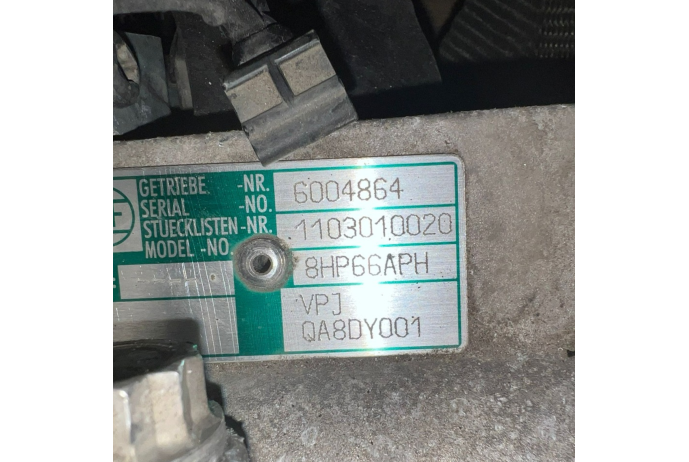 GETRIEBE -NR. 6004864
SERIAL -NO.
STUECKLISTEN-NR. 1103010020
MODEL -NO.
8HP66APH
VPJ
QA8DY001